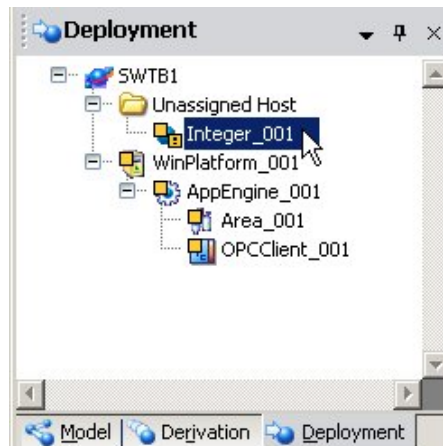 Deployment
SWTB1
Unassigned Host
Integer_001
WinPlatform_001
AppEngine_001
Area_001
OPCClient_001
Model Derivation Deployment